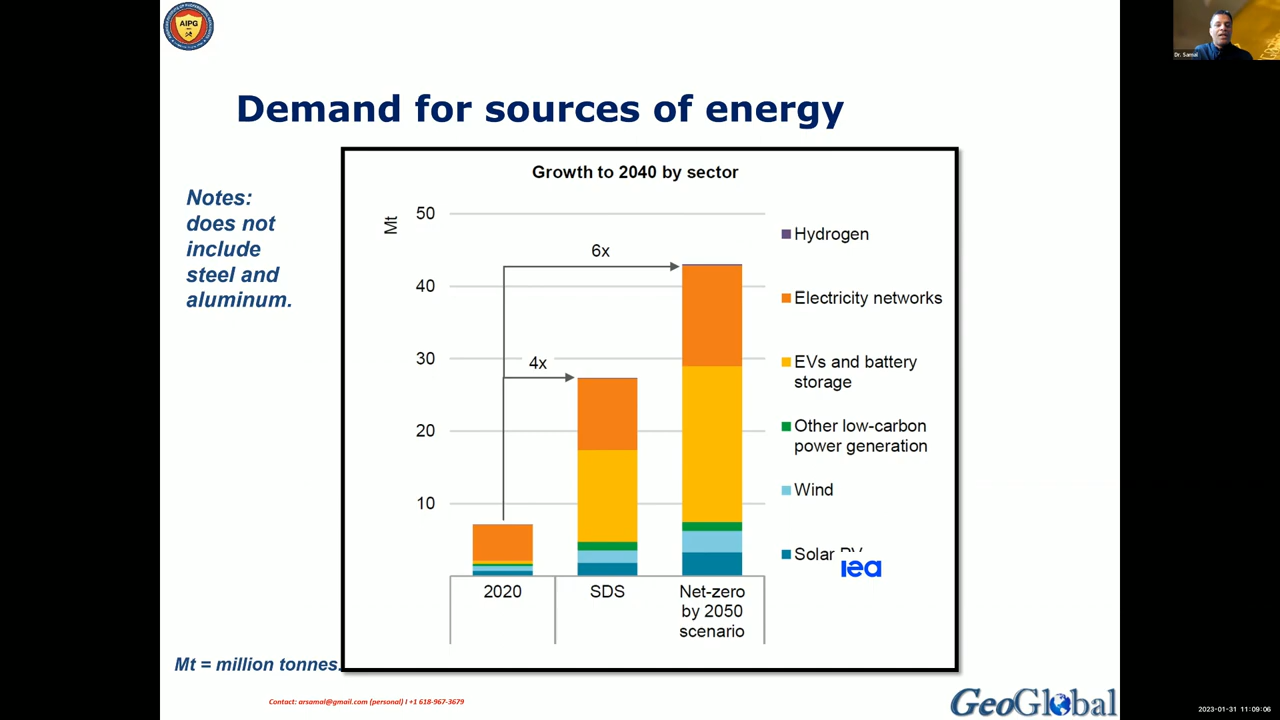 AIPG
Dr. Samal
Demand for sources of energy
Notes:
does not
include
steel and
aluminum.
Growth to 2040 by sector
Mt
50
40
30
20
10
6x
4x
2020
SDS
Net-zero
by 2050
scenario
Hydrogen
Electricity networks
EVs and battery
storage
Other low-carbon
power generation
Wind
Solar PV
iea
Mt = million tonnes.
Contact: arsamal@gmail.com (personal) I +1 618-967-3679
GeoGlobal
2023-01-31 11:09:06